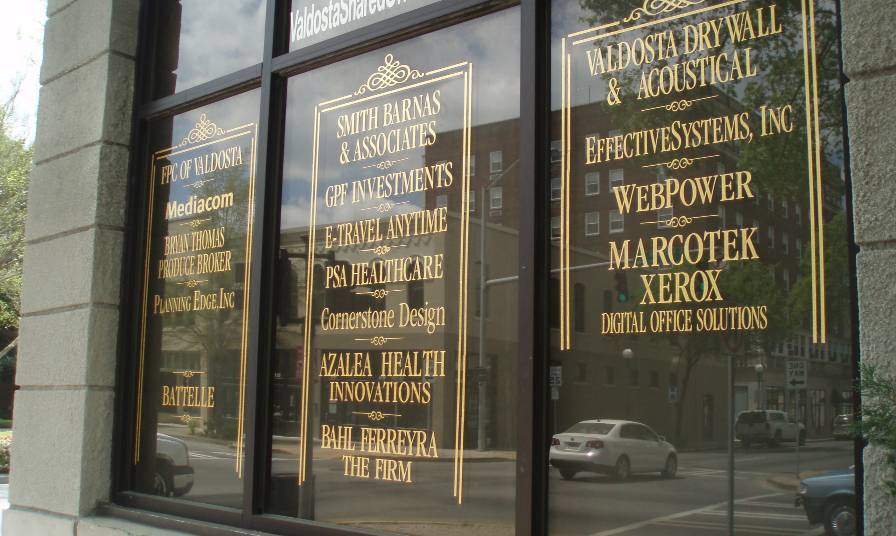 ValdostaShared
FPC OF VALDOSTA
Mediacom
BRYAN THOMAS
PRODUCE BROKER
PLANNING EDGE, INC
BATTELLE
SMITH BARNAS
& ASSOCIATES
GPF INVESTMENTS
E-TRAVEL ANYTIME
PSA HEALTHCARE
Cornerstone Design
AZALEA HEALTH
INNOVATIONS
BAHL FERREYRA
THE FIRM
VALDOSTA DRYWALL
& ACOUSTICAL
EFFECTIVESYSTEMS, INC
WEBPOWER
MARCOTEK
XEROX
DIGITAL OFFICE SOLUTIONS